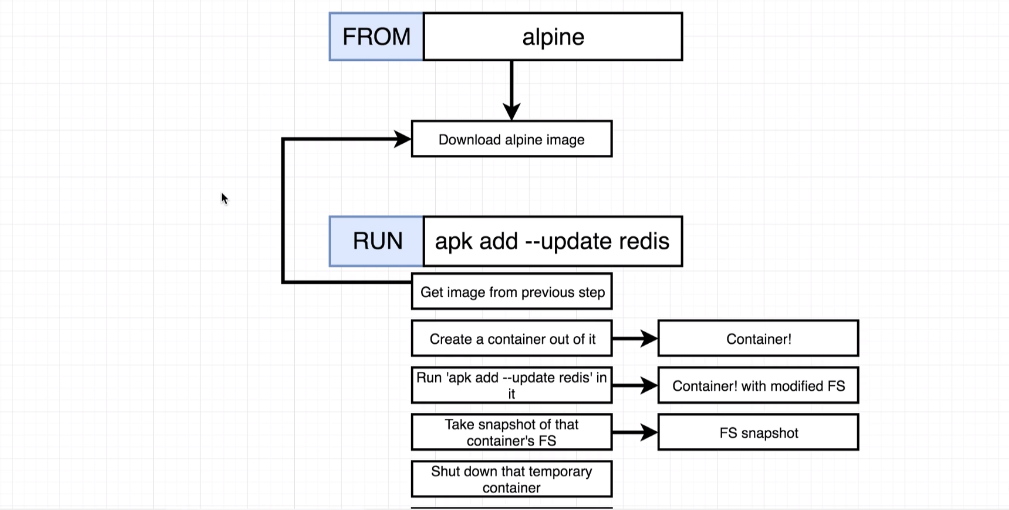 FROM alpine
Download alpine image
RUN apk add --update redis
Get image from previous step
Create a container out of it
Container!
Run 'apk add --update redis' in
it
Container! with modified FS
Take snapshot of that
container's FS
FS snapshot
Shut down that temporary
container